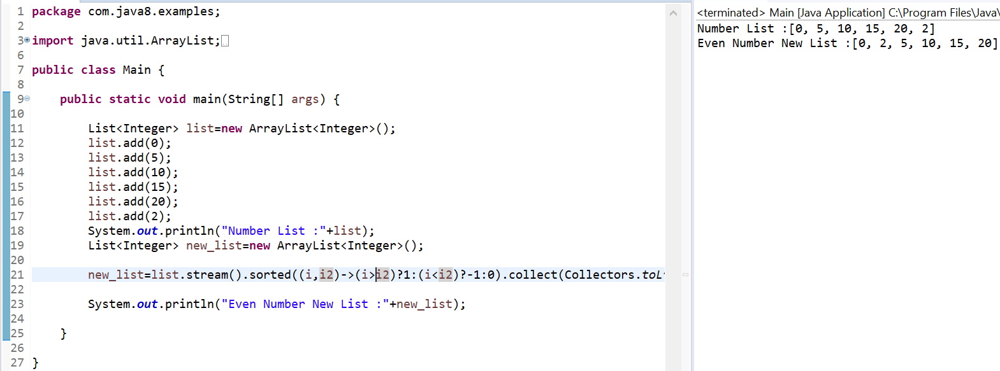 1 package com.java8.examples;
2
3 import java.util.ArrayList;
6
7 public class Main {
8
9 public static void main(String[] args) {
10
11 List<Integer> list=new ArrayList<Integer>();
12 list.add(0);
13 list.add(5);
14 list.add(10);
15 list.add(15);
16 list.add(20);
17 list.add(2);
18 System.out.println("Number List :"+list);
19 List<Integer> new_list=new ArrayList<Integer>();
20
21 new_list=list.stream().sorted((i,i2)->(i>i2)?1:(i<i2)?-1:0).collect(Collectors.toL
22
23 System.out.println("Even Number New List :"+new_list);
24
25 }
26
27 }
<terminated> Main [Java Application] C:\Program Files\Java\
Number List :[0, 5, 10, 15, 20, 2]
Even Number New List :[0, 2, 5, 10, 15, 20]